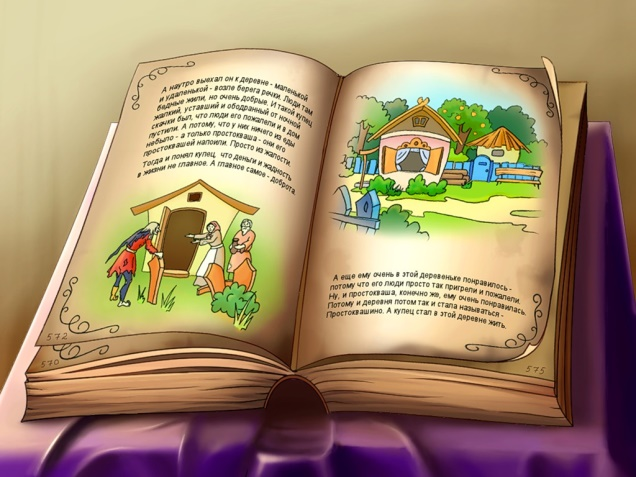 А наутро выехал он к деревне - маленькой
и удаленькой - возле берега речки. Люди там
бедные жили, но очень добрые. И такой купец
жалкий, уставший и ободранный от ночной
скачки был, что люди его пожалели и в дом
пустили. А потому, что у них ничего из еды
небыло - а только простокваша - они его
простоквашей напоили. Просто из жалости.
Тогда и понял купец, что деньги и жадность
в жизни не главное. А главное самое - доброта.
572
570
А еще ему очень в этой деревеньке понравилось -
потому что его люди просто так пригрели и пожалели.
Ну, и простокваша, конечно же, ему очень понравилась.
Потому и деревня потом так и стала называться -
Простоквашино. А купец стал в этой деревне жить.
575